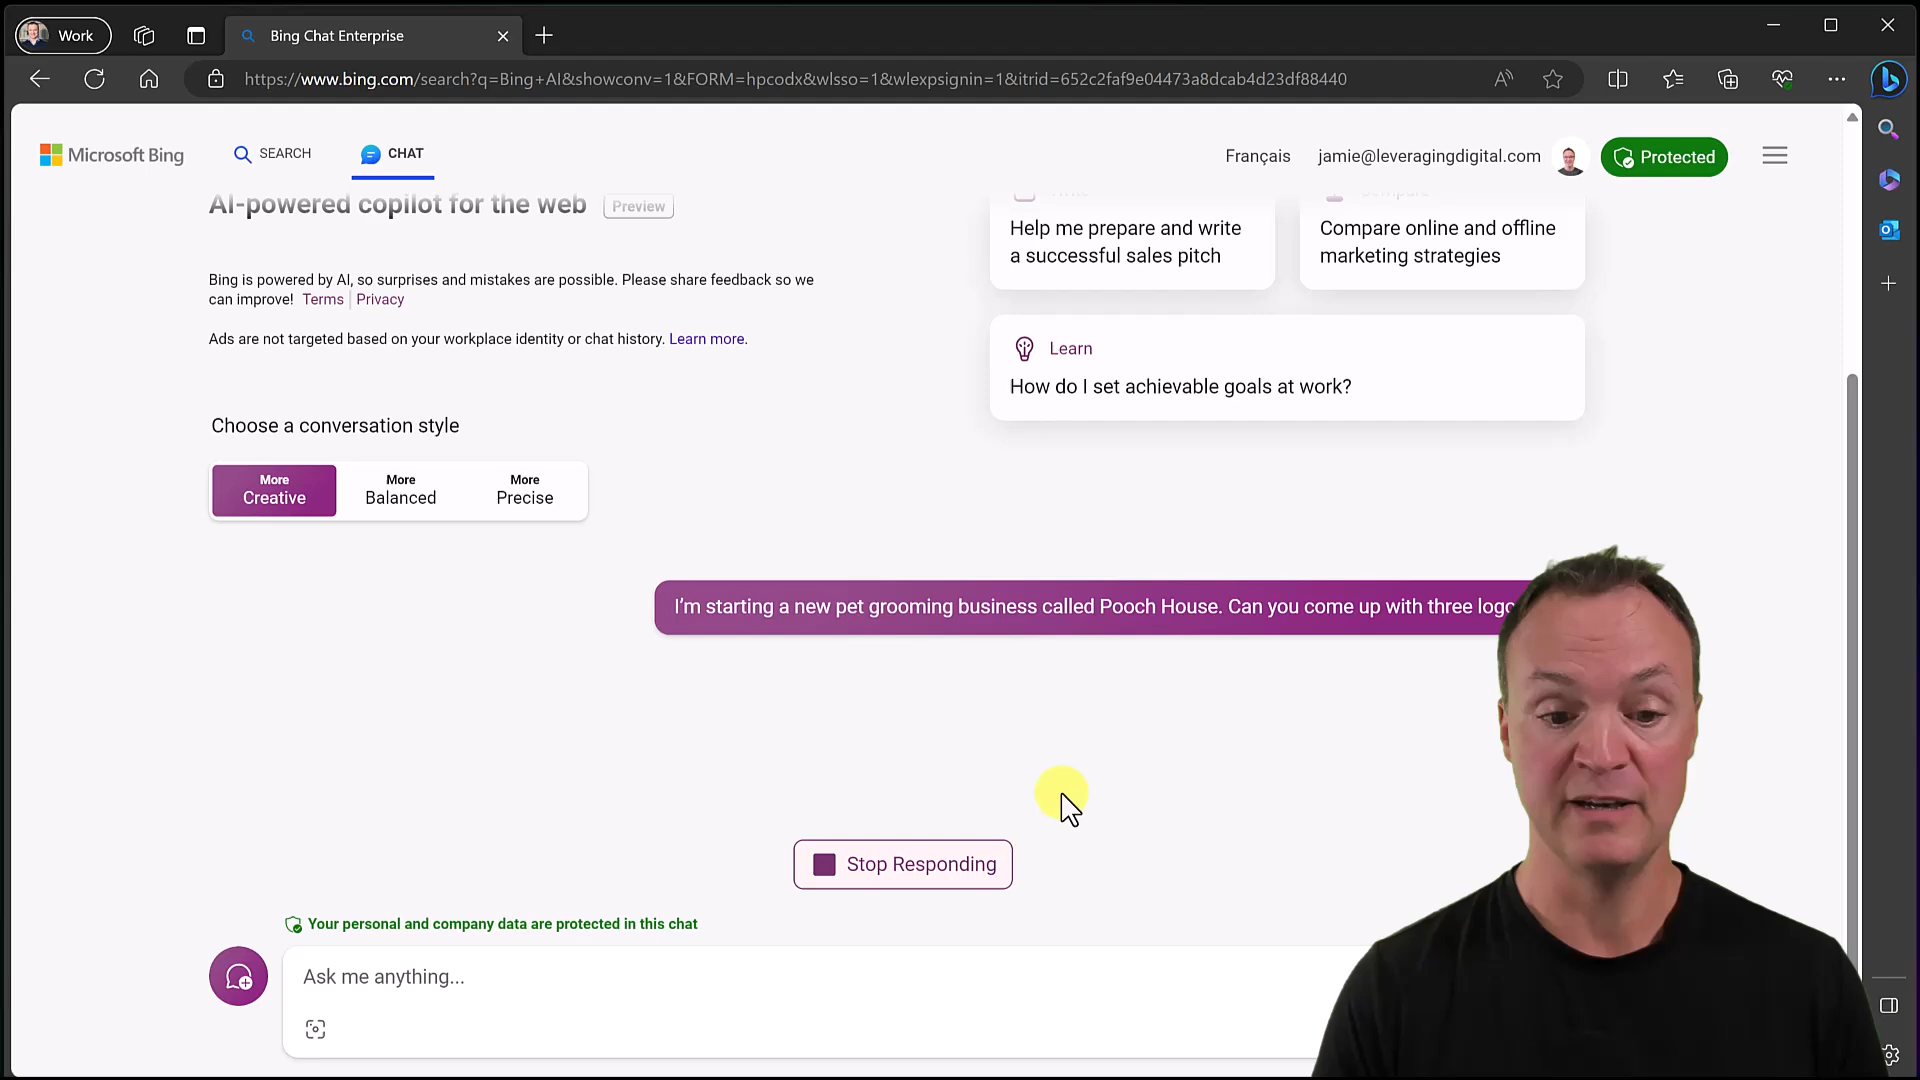 Work
Bing Chat Enterprise
https://www.bing.com/search?q=Bing+AI&showconv=1&FORM=hpcodx&wlsso=1&wlexpsignin=1&itrid=652c2faf9e04473a8dcab4d23df88440
Microsoft Bing
SEARCH
CHAT
Français
jamie@leveragingdigital.com
Protected
AI-powered copilot for the web
Preview
Bing is powered by AI, so surprises and mistakes are possible. Please share feedback so we
can improve! Terms | Privacy
Ads are not targeted based on your workplace identity or chat history. Learn more.
Help me prepare and write
a successful sales pitch
Compare online and offline
marketing strategies
Learn
How do I set achievable goals at work?
Choose a conversation style
More
Creative
More
Balanced
More
Precise
I'm starting a new pet grooming business called Pooch House. Can you come up with three logo
Stop Responding
Your personal and company data are protected in this chat
Ask me anything...